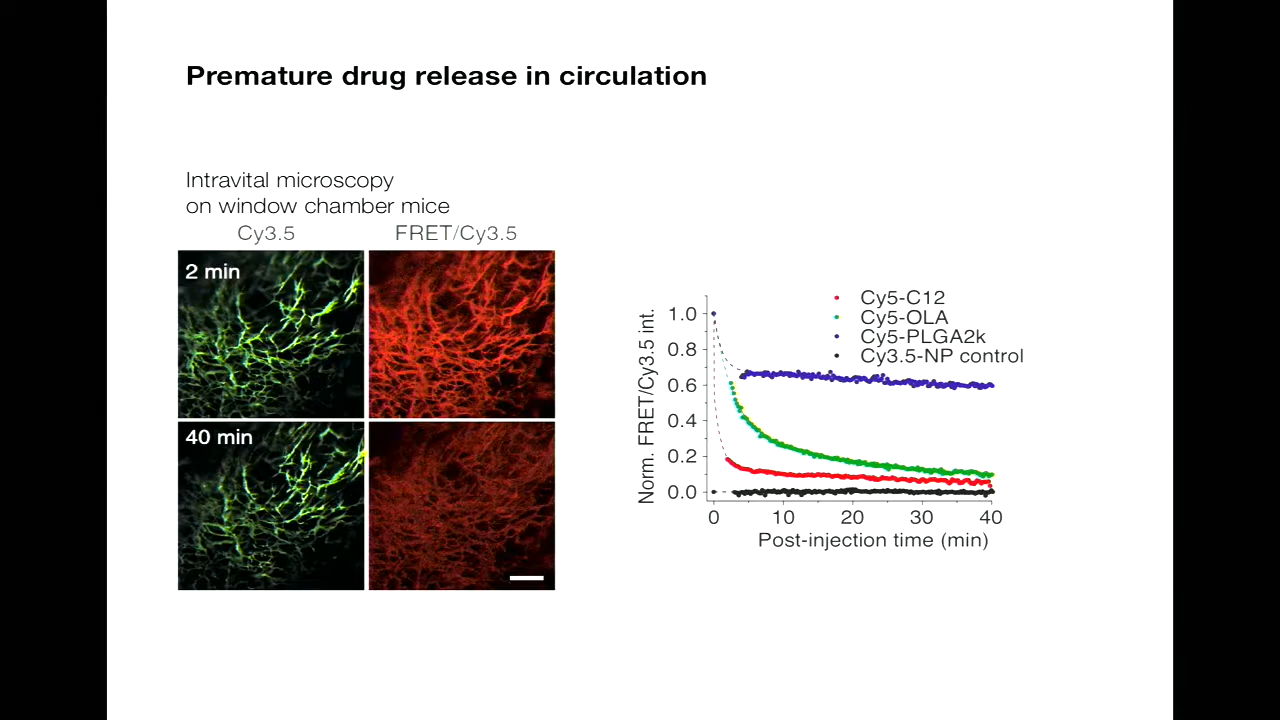 Premature drug release in circulation
Intravital microscopy
on window chamber mice
Cy3.5
FRET/Cy3.5
2 min
40 min
Norm. FRET/Cy3.5 int.
1.0
0.8
0.6
0.4
0.2
0.0
0
10
20
30
40
Post-injection time (min)
Cy5-C12
Cy5-OLA
Cy5-PLGA2k
Cy3.5-NP control